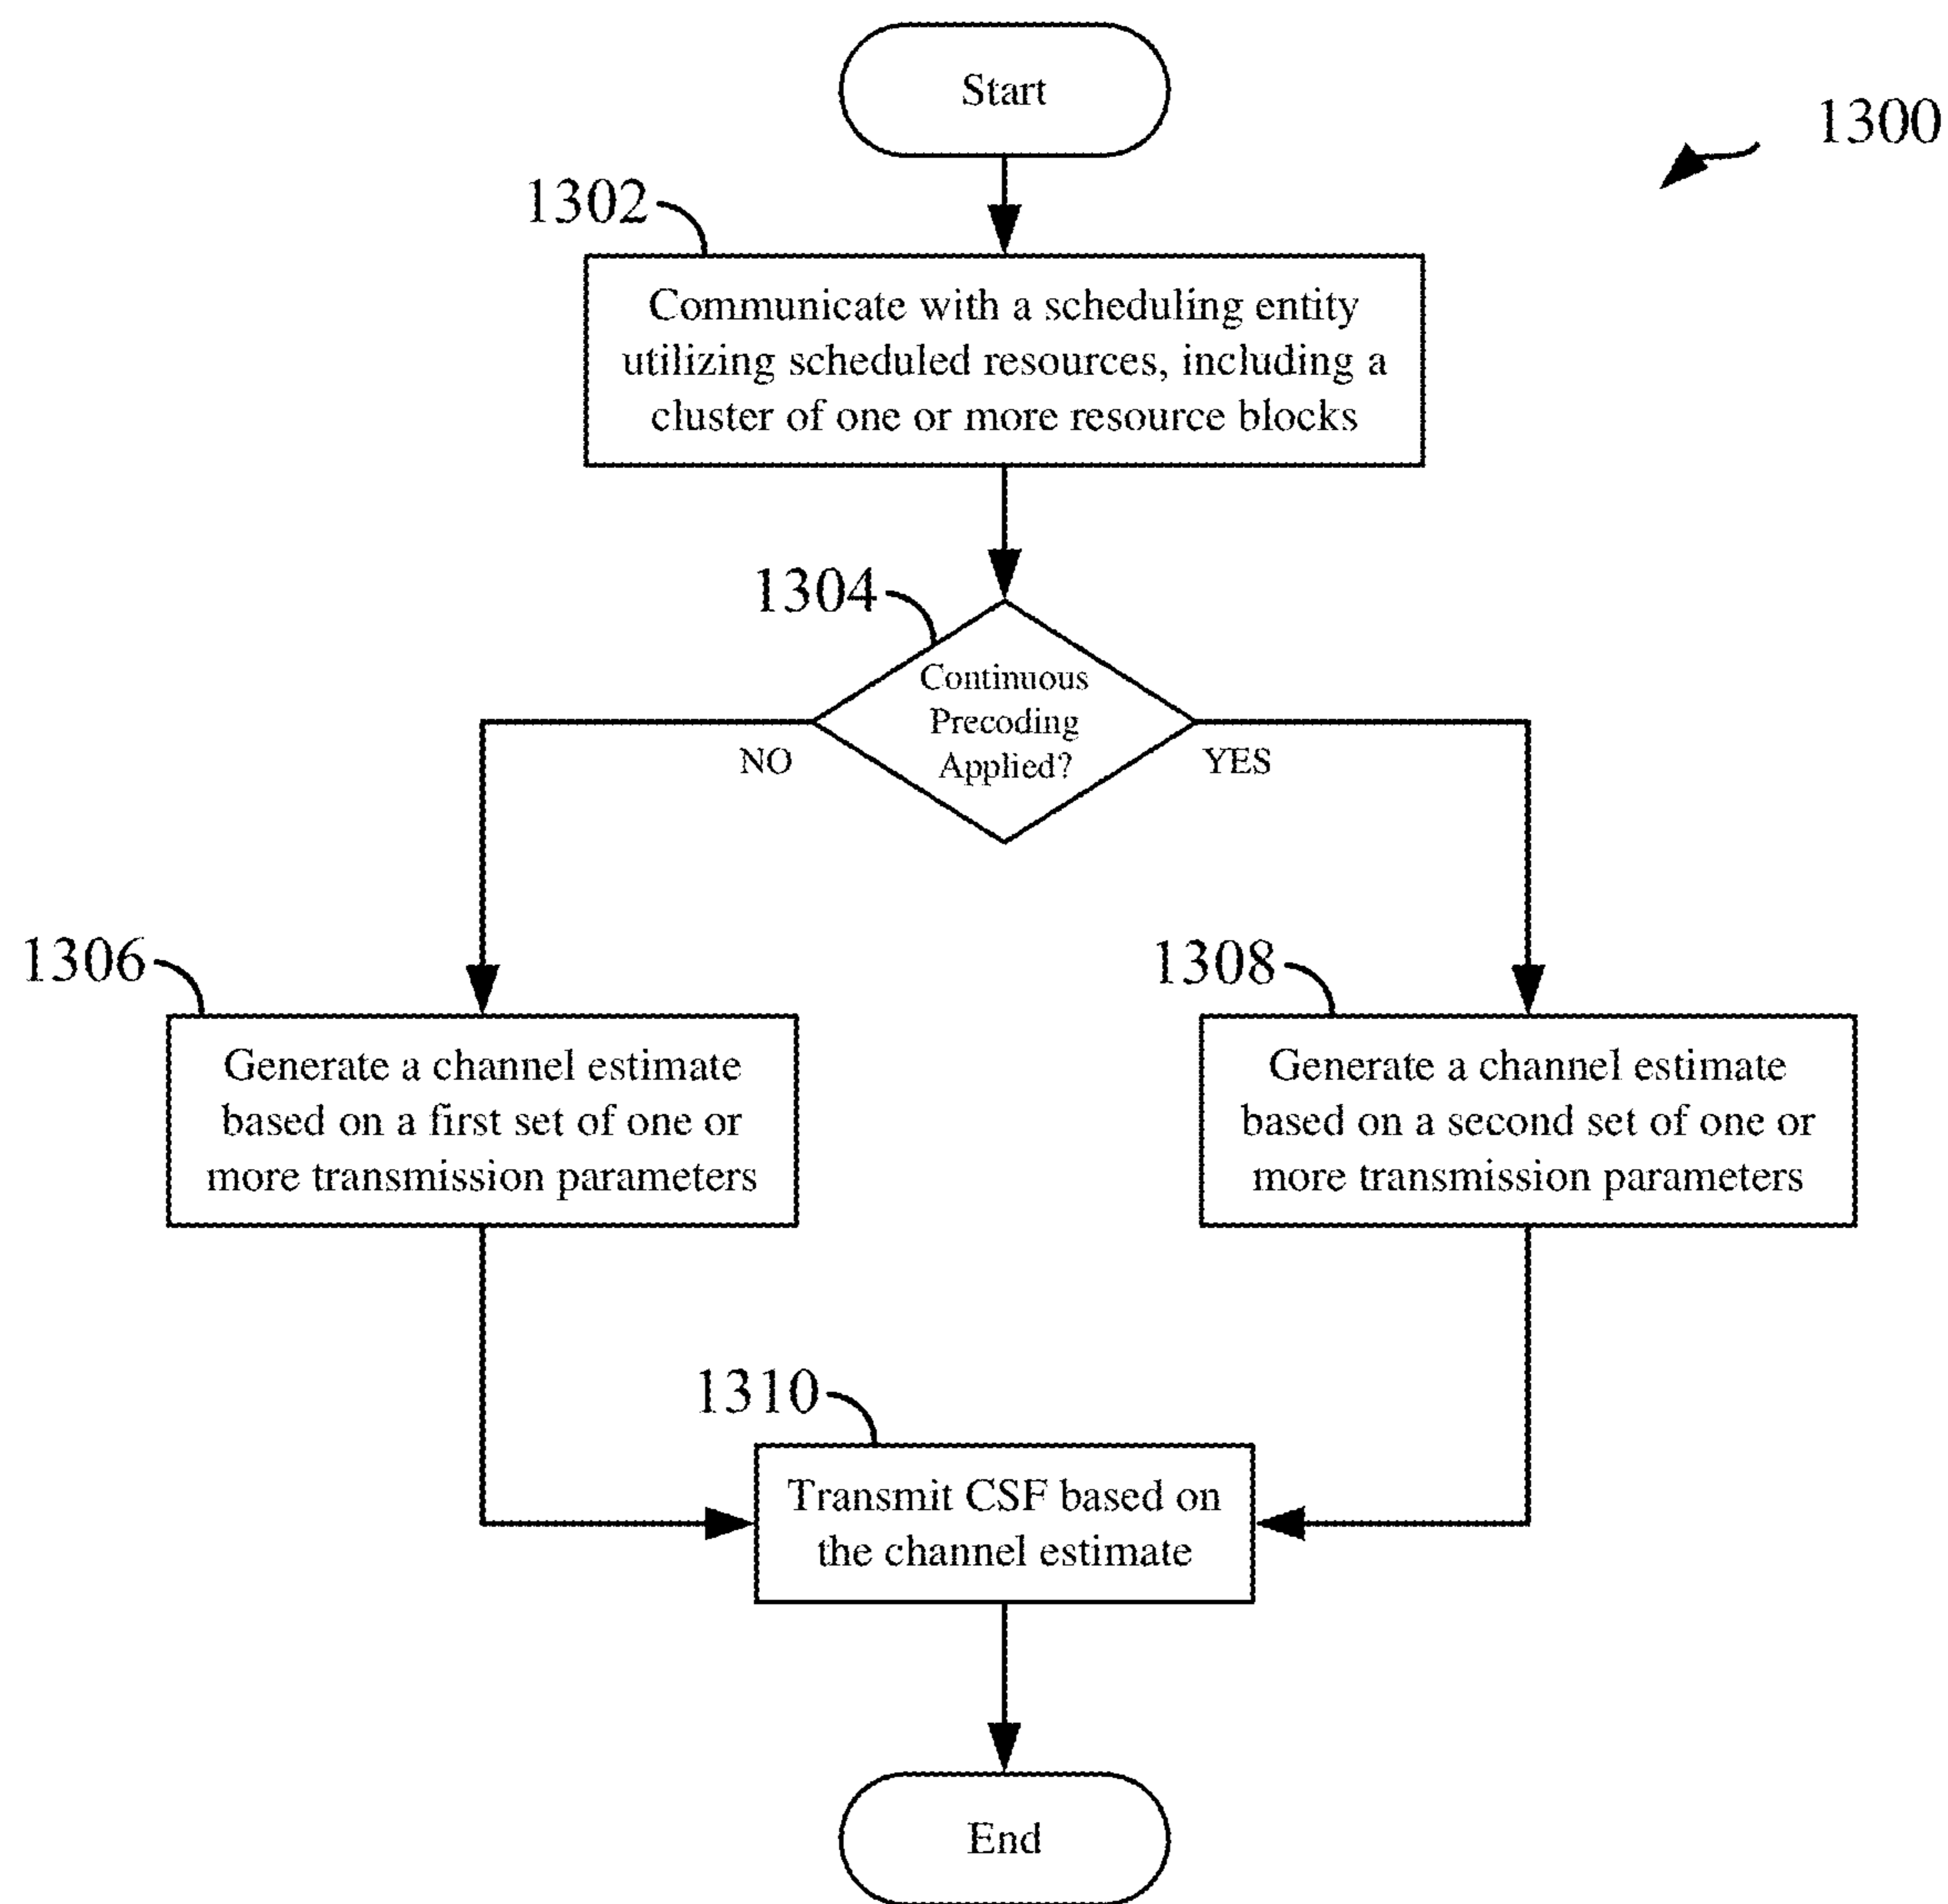 Start
1300
1302
Communicate with a scheduling entity
utilizing scheduled resources, including a
cluster of one or more resource blocks
1304
Continuous
Precoding
Applied?
NO
YES
1306
Generate a channel estimate
based on a first set of one or
more transmission parameters
1308
Generate a channel estimate
based on a second set of one or
more transmission parameters
1310
Transmit CSF based on
the channel estimate
End